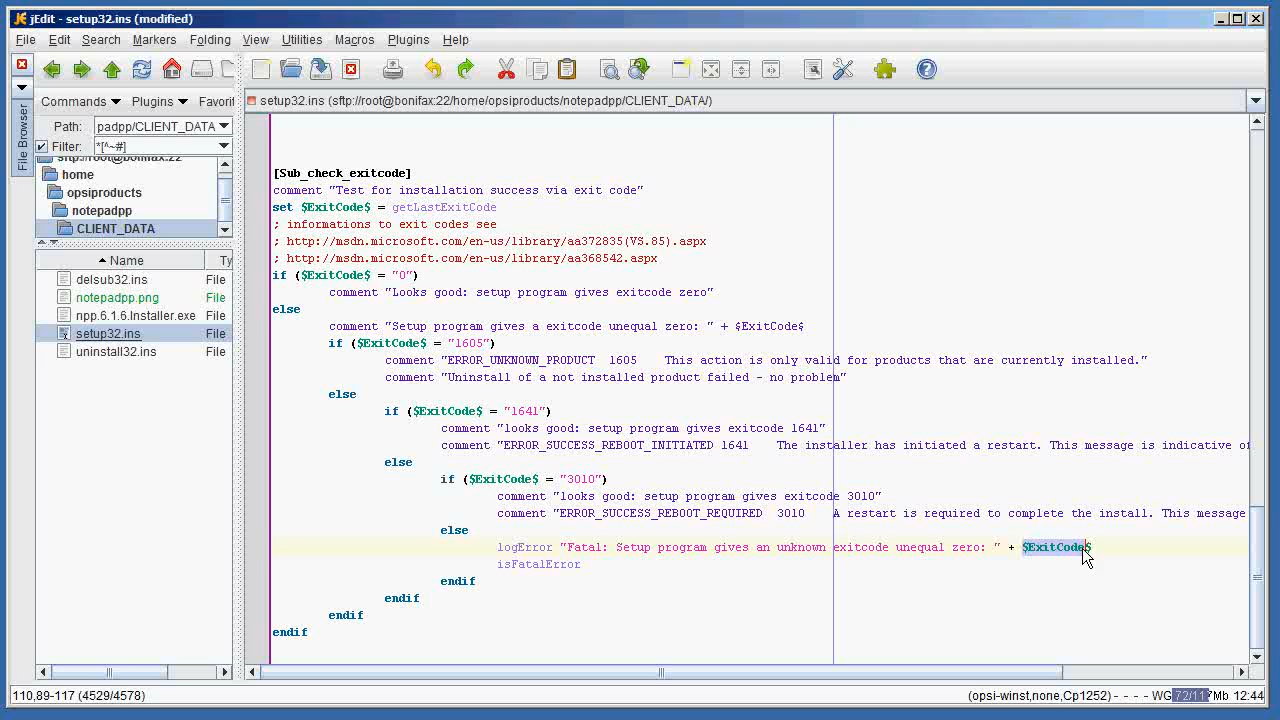 jEdit - setup32.ins (modified)
File Edit Search Markers Folding View Utilities Macros Plugins Help
Commands Plugins Favori
setup32.ins (sftp://root@bonifax:22/home/opsiproducts/notepadpp/CLIENT_DATA/)
File Browser
Path: padpp/CLIENT_DATA
Filter: *[^~#]
sftp://root@bonifax:22
home
opsiproducts
notepadpp
CLIENT_DATA
Name Ty
delsub32.ins File
notepadpp.png File
npp.6.1.6.Installer.exe File
setup32.ins File
uninstall32.ins File
[Sub_check_exitcode]
comment "Test for installation success via exit code"
set $ExitCode$ = getLastExitCode
; informations to exit codes see
; http://msdn.microsoft.com/en-us/library/aa372835(VS.85).aspx
; http://msdn.microsoft.com/en-us/library/aa368542.aspx
if ($ExitCode$ = "0")
comment "Looks good: setup program gives exitcode zero"
else
comment "Setup program gives a exitcode unequal zero: " + $ExitCode$
if ($ExitCode$ = "1605")
comment "ERROR_UNKNOWN_PRODUCT 1605 This action is only valid for products that are currently installed."
comment "Uninstall of a not installed product failed - no problem"
else
if ($ExitCode$ = "1641")
comment "looks good: setup program gives exitcode 1641"
comment "ERROR_SUCCESS_REBOOT_INITIATED 1641 The installer has initiated a restart. This message is indicative of
else
if ($ExitCode$ = "3010")
comment "looks good: setup program gives exitcode 3010"
comment "ERROR_SUCCESS_REBOOT_REQUIRED 3010 A restart is required to complete the install. This message
else
logError "Fatal: Setup program gives an unknown exitcode unequal zero: " + $ExitCode$
isFatalError
endif
endif
endif
endif
110,89-117 (4529/4578) (opsi-winst,none,Cp1252) - - - - WG 72/117Mb 12:44